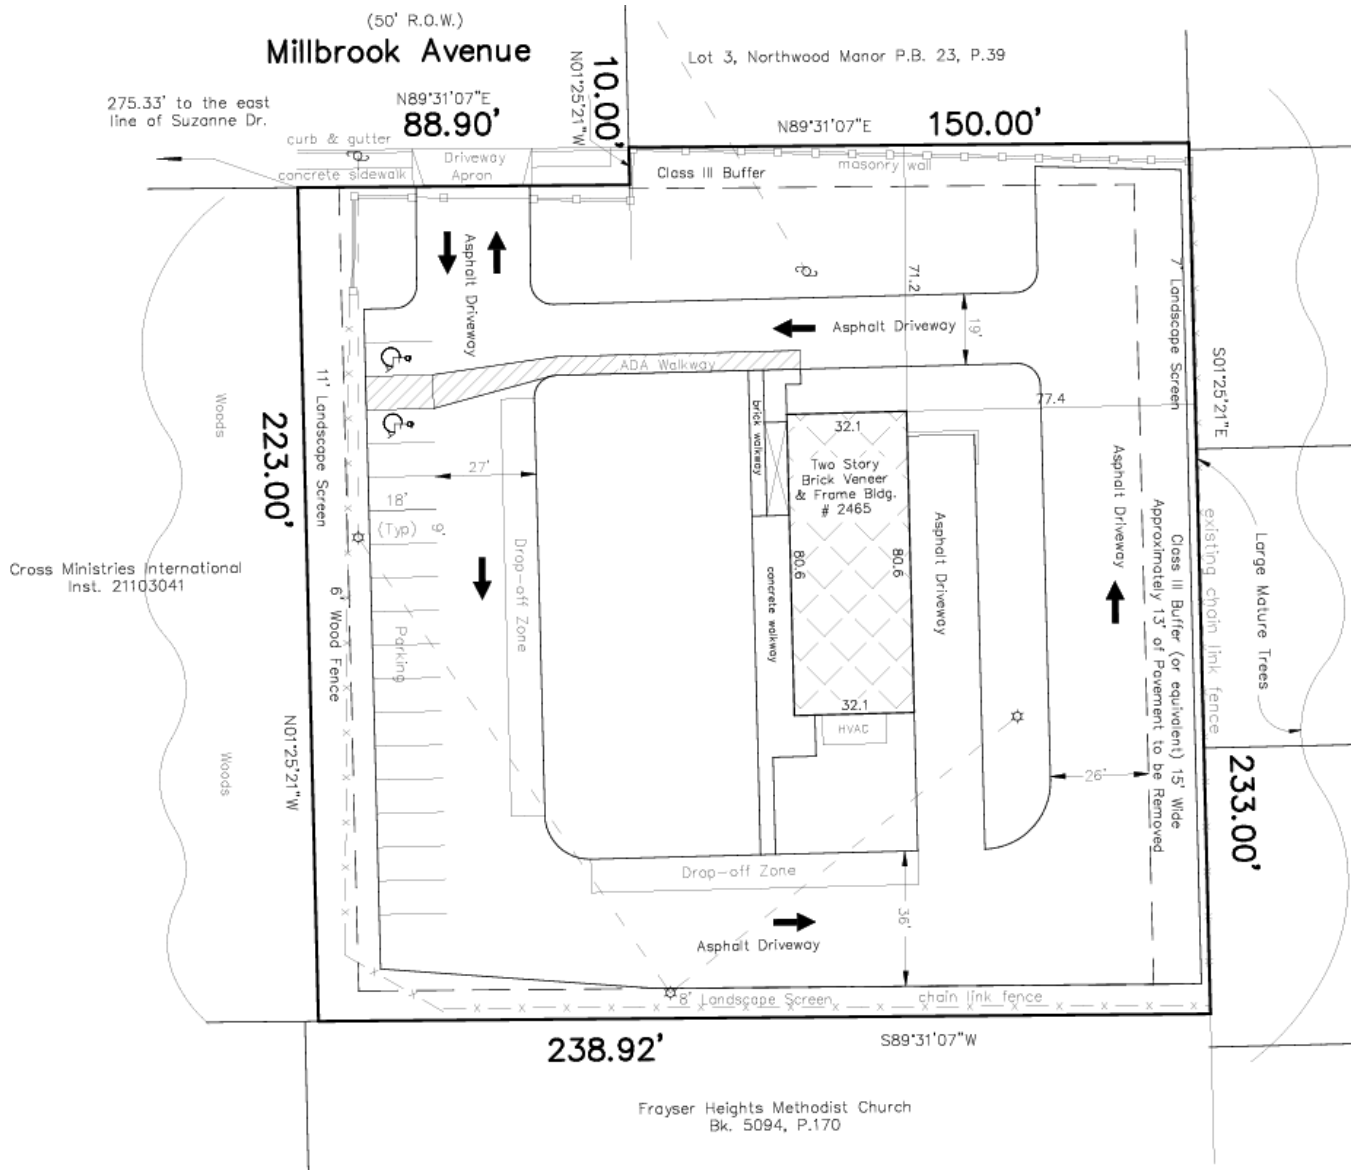 (50' R.O.W.)
Millbrook Avenue
N01°25'21"W
10.00'
Lot 3, Northwood Manor P.B. 23, P.39
275.33' to the east
line of Suzanne Dr.
N89°31'07"E
88.90'
N89°31'07"E
150.00'
curb & gutter
concrete sidewalk
Driveway
Apron
Class III Buffer
masonry wall
Asphalt Driveway
71.2
7' Landscape Screen
Asphalt Driveway
19'
ADA Walkway
S01°25'21"E
77.4
11' Landscape Screen
Woods
223.00'
brick walkway
32.1
Two Story
Brick Veneer
& Frame Bldg.
# 2465
27'
18'
(Typ)
9'
Asphalt Driveway
Asphalt Driveway
Class III Buffer (or equivalent) 15' Wide
Approximately 13' of Pavement to be Removed
existing chain link fence
Large Mature Trees
Cross Ministries International
Inst. 21103041
6' Wood Fence
Drop-off Zone
80.6
80.6
concrete walkway
Parking
32.1
HVAC
N01°25'21"W
Woods
26'
233.00'
Drop-off Zone
36'
Asphalt Driveway
8' Landscape Screen
chain link fence
238.92'
S89°31'07"W
Frayser Heights Methodist Church
Bk. 5094, P.170